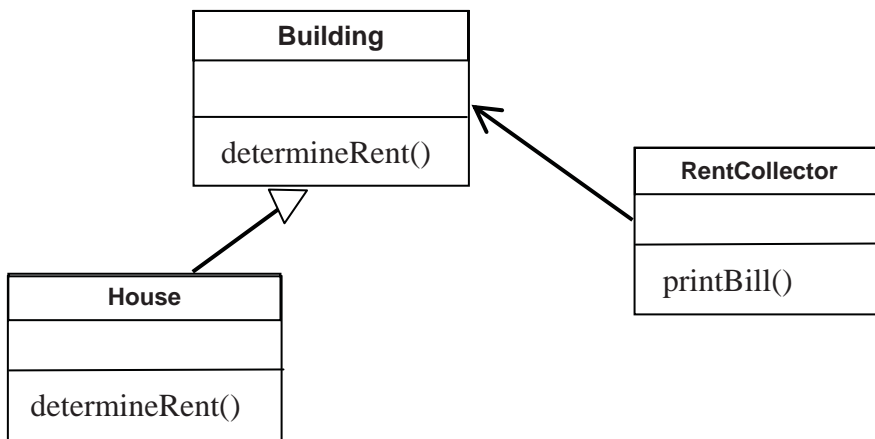 Building
determineRent()
RentCollector
printBill()
House
determineRent()